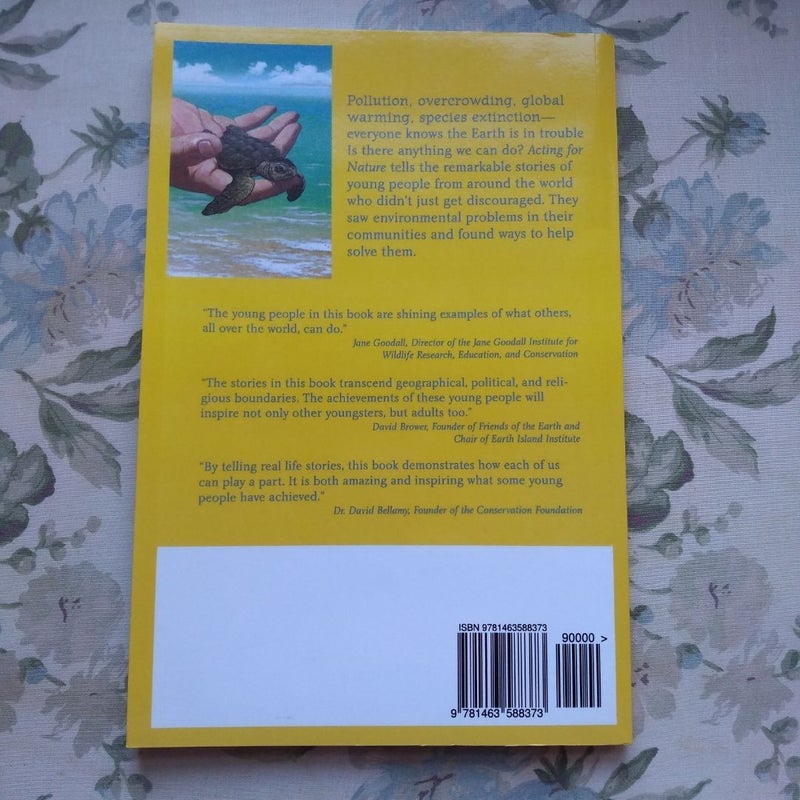 Pollution, overcrowding, global
warming, species extinction—
everyone knows the Earth is in trouble
Is there anything we can do? Acting for
Nature tells the remarkable stories of
young people from around the world
who didn't just get discouraged. They
saw environmental problems in their
communities and found ways to help
solve them.
"The young people in this book are shining examples of what others,
all over the world, can do."
Jane Goodall, Director of the Jane Goodall Institute for
Wildlife Research, Education, and Conservation
"The stories in this book transcend geographical, political, and reli-
gious boundaries. The achievements of these young people will
inspire not only other youngsters, but adults too."
David Brower, Founder of Friends of the Earth and
Chair of Earth Island Institute
"By telling real life stories, this book demonstrates how each of us
can play a part. It is both amazing and inspiring what some young
people have achieved."
Dr. David Bellamy, Founder of the Conservation Foundation
ISBN 9781463588373
90000 >
9 781463 588373